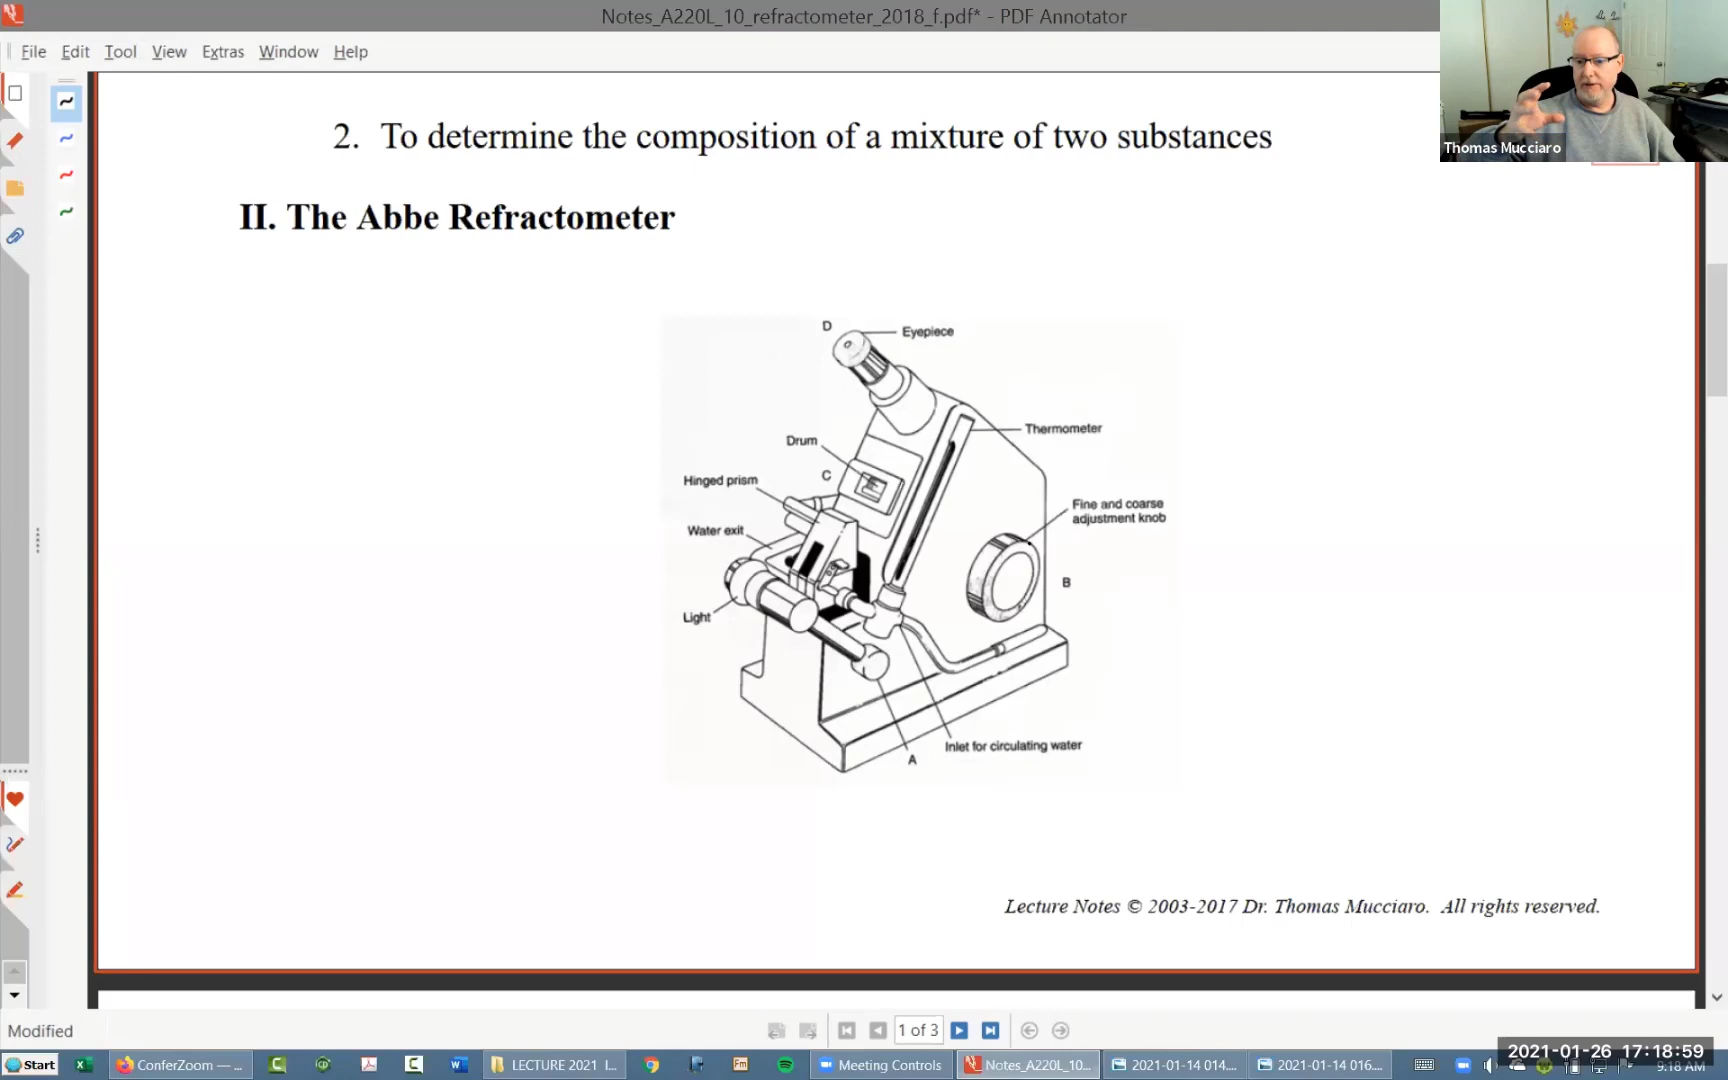 Notes_A220L_10_refractometer_2018_f.pdf* - PDF Annotator
File Edit Tool View Extras Window Help
Thomas Mucciaro
2. To determine the composition of a mixture of two substances
II. The Abbe Refractometer
D
Eyepiece
Thermometer
Drum
C
Hinged prism
Fine and coarse
adjustment knob
Water exit
B
Light
Inlet for circulating water
A
Lecture Notes © 2003-2017 Dr. Thomas Mucciaro. All rights reserved.
Modified
1 of 3
2021-01-26 17:18:59
Start
ConferZoom — ...
LECTURE 2021 I...
Meeting Controls
Notes_A220L_10...
2021-01-14 014....
2021-01-14 016....
9:18 AM